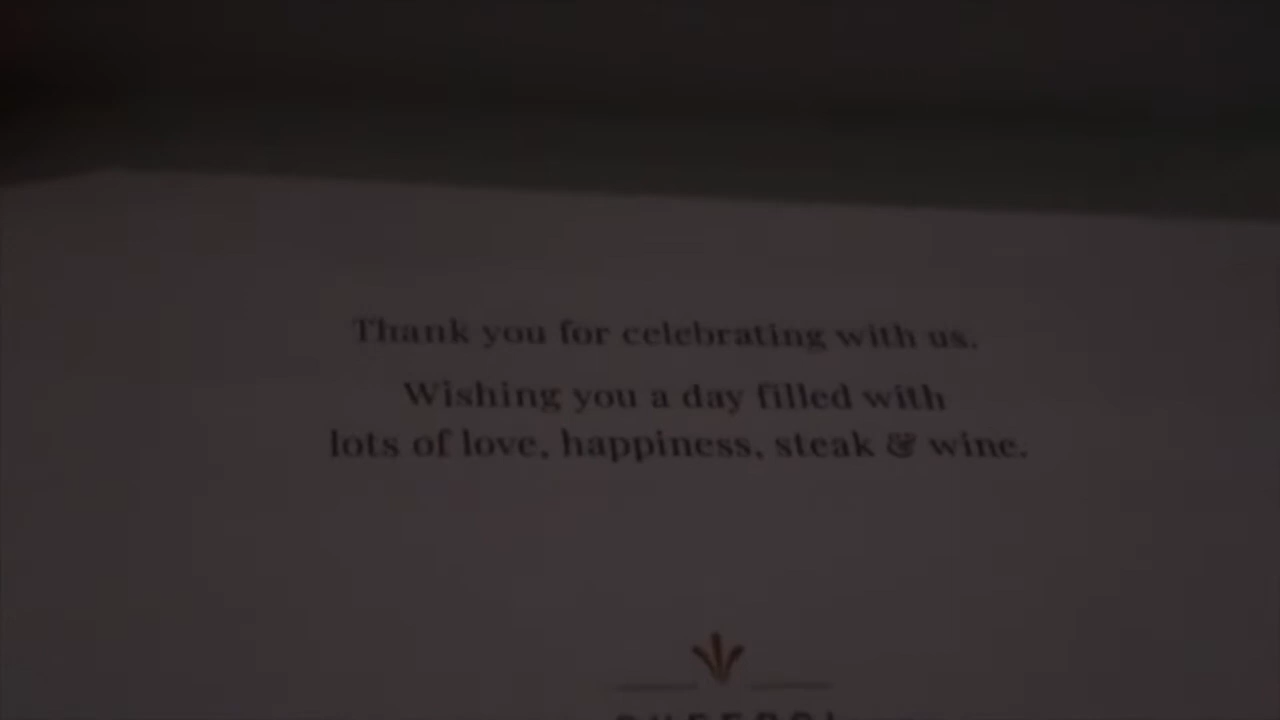 Thank you for celebrating with us.
Wishing you a day filled with
lots of love, happiness, steak & wine.